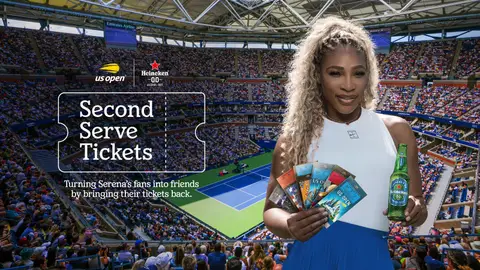 us open
Heineken
0.0
Second
Serve
Tickets
Turning Serena's fans into friends
by bringing their tickets back.